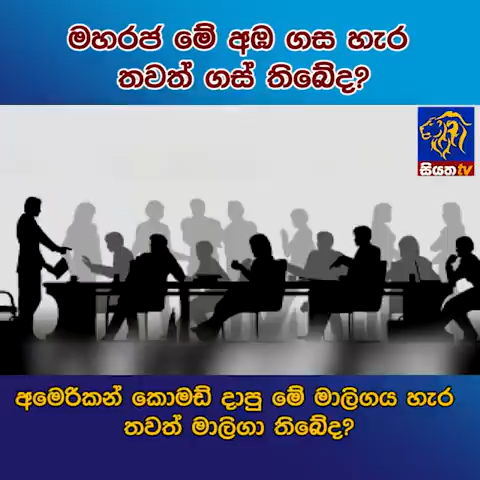 මහරජ මේ අඹ ගස හැර
තවත් ගස් තිබේද?
සියත tv
අමෙරිකන් කොමඩ් දාපු මේ මාලිගය හැර
තවත් මාලිගා තිබේද?